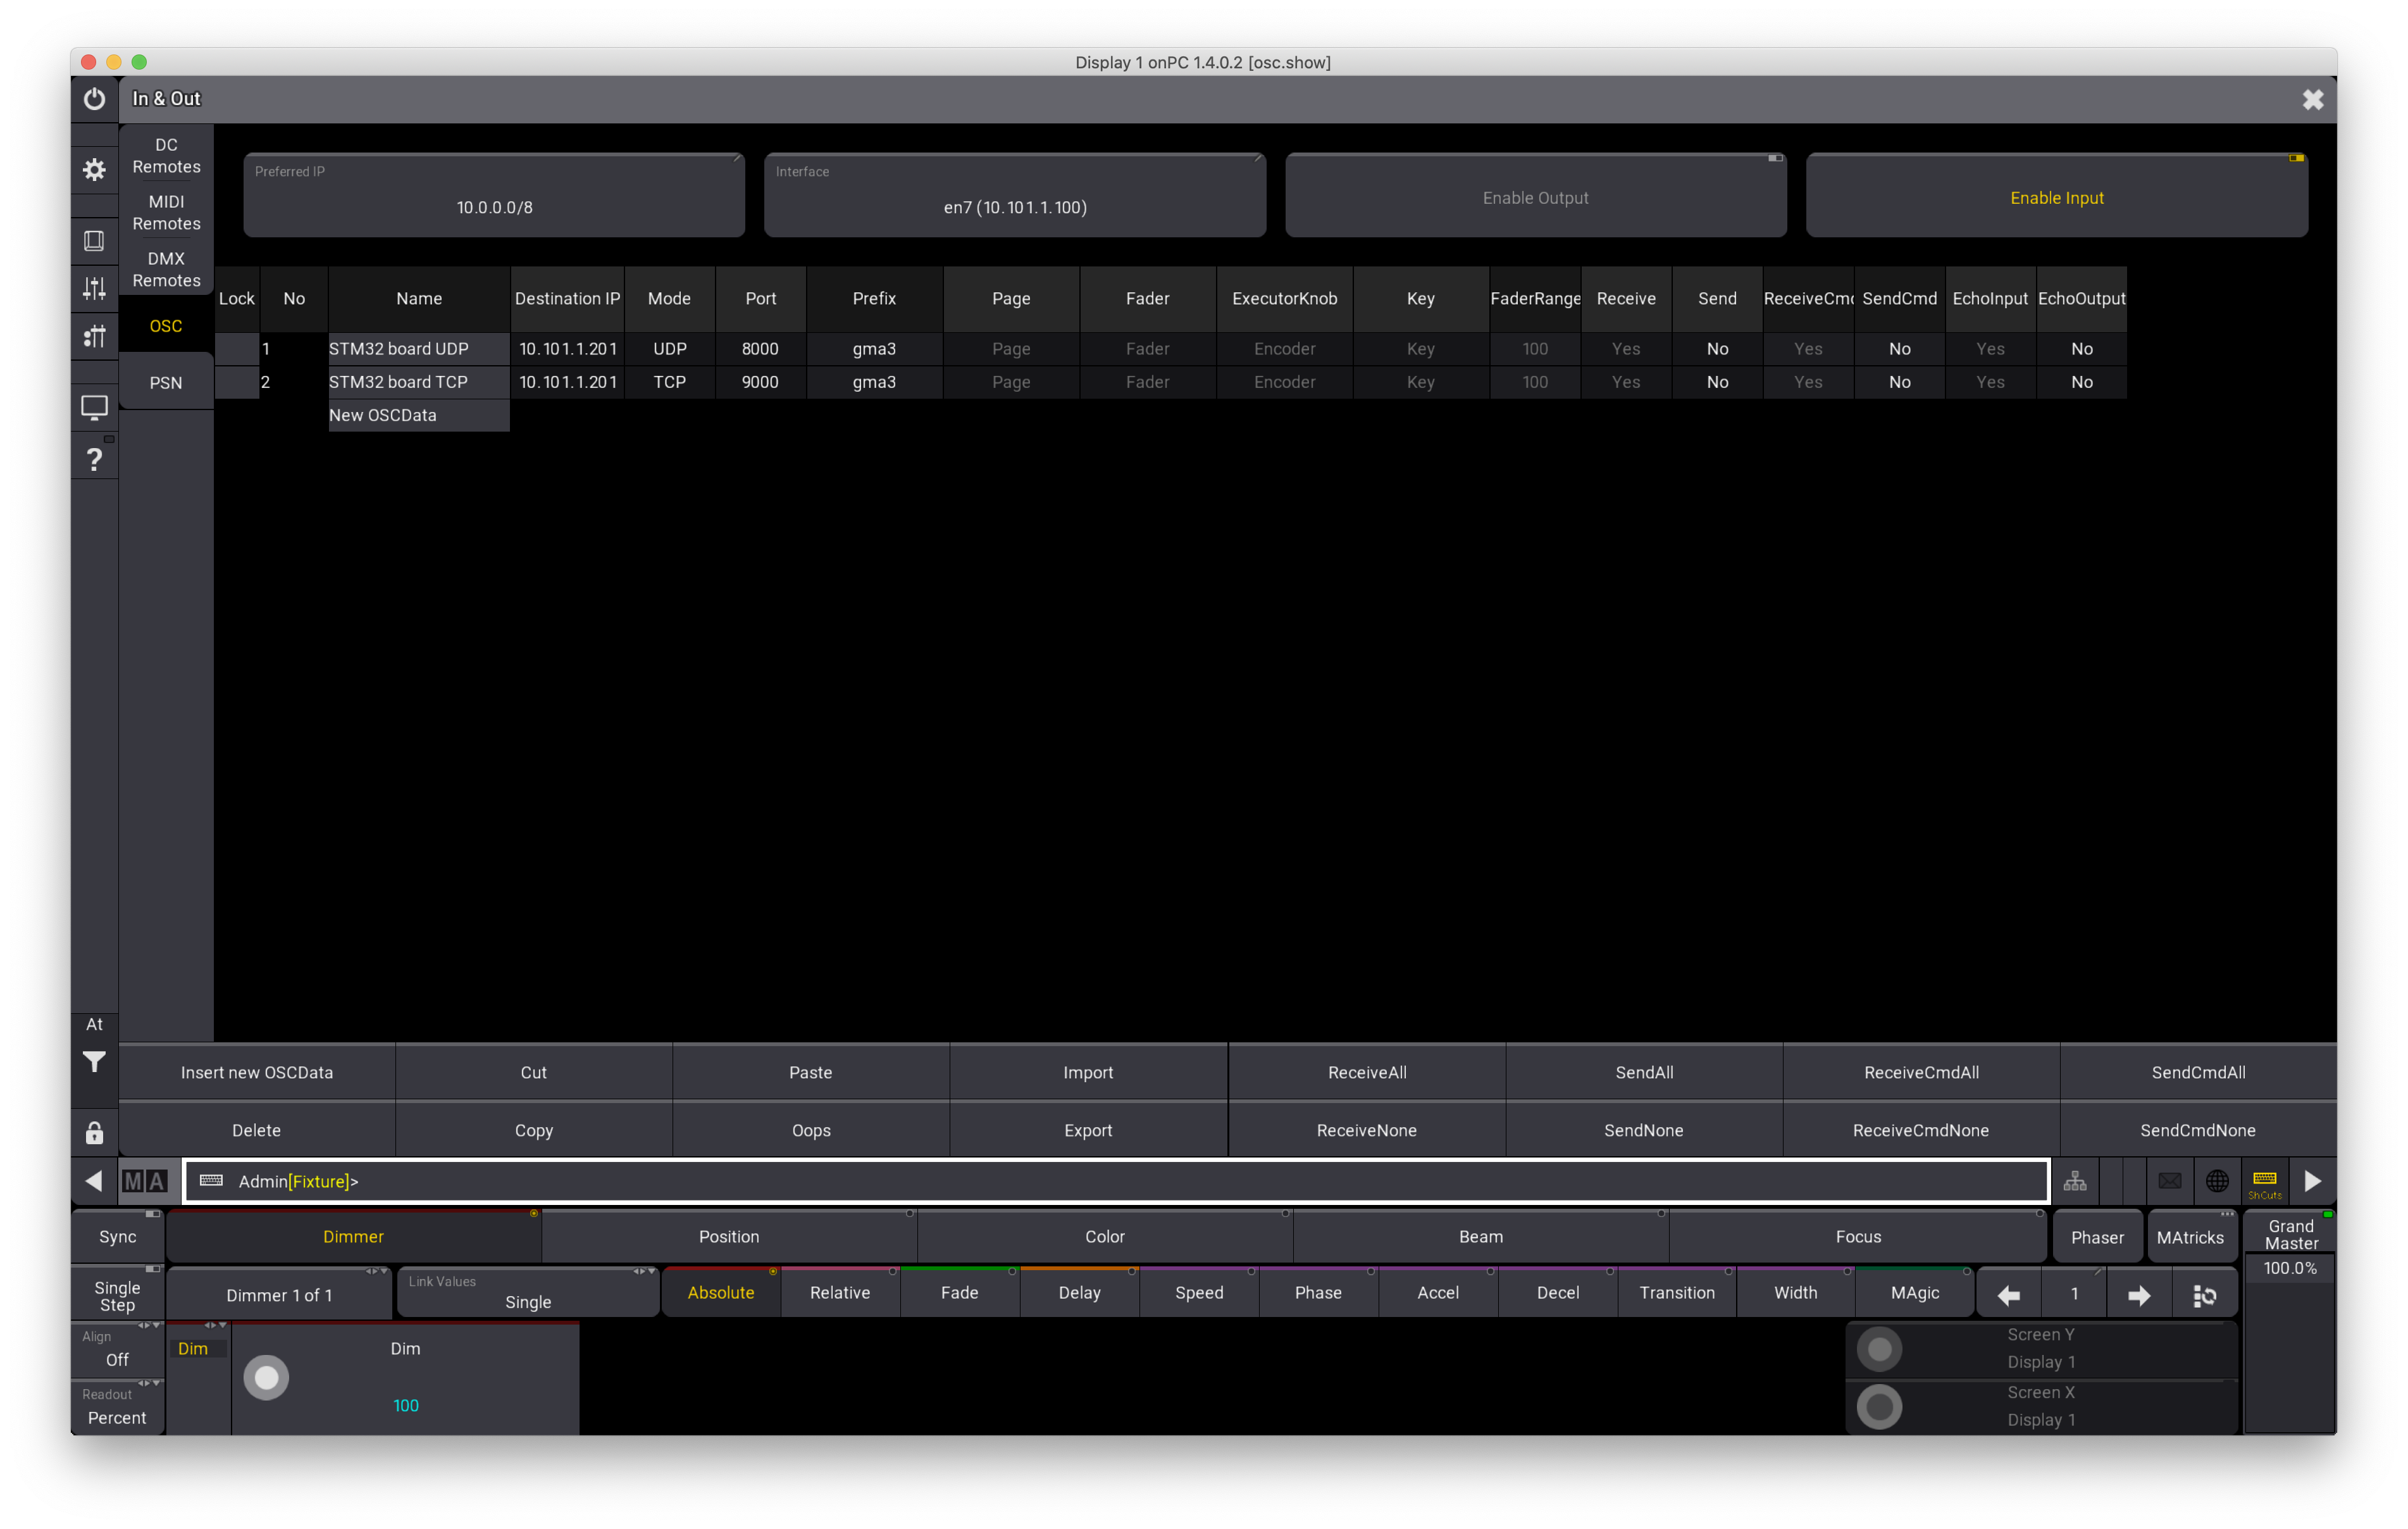 Display 1 onPC 1.4.0.2 [osc.show]
In & Out
DC
Remotes
MIDI
Remotes
DMX
Remotes
OSC
PSN
Preferred IP
10.0.0.0/8
Interface
en7 (10.101.1.100)
Enable Output
Enable Input
Lock No Name Destination IP Mode Port Prefix Page Fader ExecutorKnob Key FaderRange Receive Send ReceiveCmd SendCmd EchoInput EchoOutput
1 STM32 board UDP 10.101.1.201 UDP 8000 gma3 Page Fader Encoder Key 100 Yes No Yes No Yes No
2 STM32 board TCP 10.101.1.201 TCP 9000 gma3 Page Fader Encoder Key 100 Yes No Yes No Yes No
New OSCData
?
At
Insert new OSCData Cut Paste Import ReceiveAll SendAll ReceiveCmdAll SendCmdAll
Delete Copy Oops Export ReceiveNone SendNone ReceiveCmdNone SendCmdNone
MA
Admin[Fixture]>
ShCuts
Sync Dimmer Position Color Beam Focus Phaser MAtricks
Grand
Master
100.0%
Single
Step
Dimmer 1 of 1
Link Values
Single
Absolute Relative Fade Delay Speed Phase Accel Decel Transition Width MAgic 1
Align
Off
Readout
Percent
Dim
Dim
100
Screen Y
Display 1
Screen X
Display 1